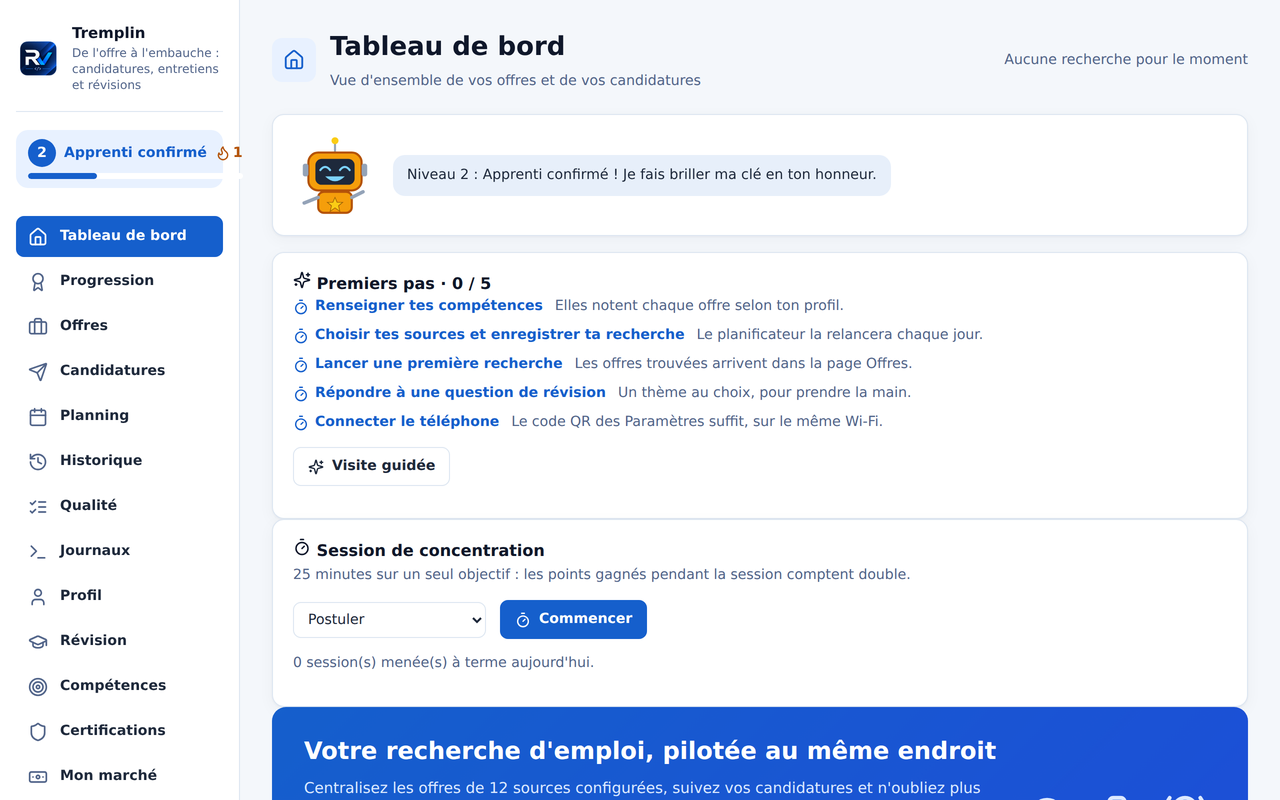 Tremplin
De l'offre à l'embauche :
candidatures, entretiens
et révisions
2 Apprenti confirmé 1
Tableau de bord
Progression
Offres
Candidatures
Planning
Historique
Qualité
Journaux
Profil
Révision
Compétences
Certifications
Mon marché
Tableau de bord
Vue d'ensemble de vos offres et de vos candidatures
Aucune recherche pour le moment
Niveau 2 : Apprenti confirmé ! Je fais briller ma clé en ton honneur.
Premiers pas · 0 / 5
Renseigner tes compétences Elles notent chaque offre selon ton profil.
Choisir tes sources et enregistrer ta recherche Le planificateur la relancera chaque jour.
Lancer une première recherche Les offres trouvées arrivent dans la page Offres.
Répondre à une question de révision Un thème au choix, pour prendre la main.
Connecter le téléphone Le code QR des Paramètres suffit, sur le même Wi-Fi.
Visite guidée
Session de concentration
25 minutes sur un seul objectif : les points gagnés pendant la session comptent double.
Postuler
Commencer
0 session(s) menée(s) à terme aujourd'hui.
Votre recherche d'emploi, pilotée au même endroit
Centralisez les offres de 12 sources configurées, suivez vos candidatures et n'oubliez plus